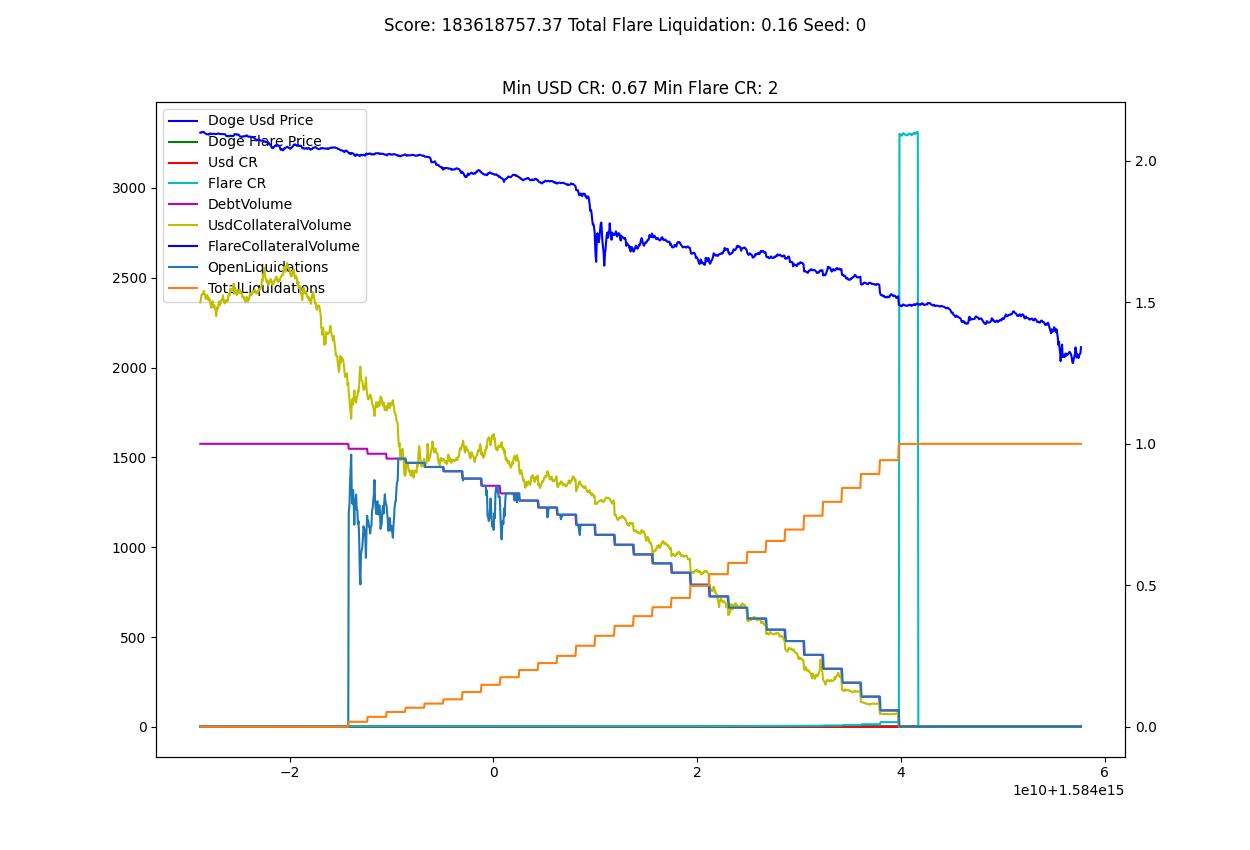 Score: 183618757.37 Total Flare Liquidation: 0.16 Seed: 0
Min USD CR: 0.67 Min Flare CR: 2
Doge Usd Price
Doge Flare Price
Usd CR
Flare CR
DebtVolume
UsdCollateralVolume
FlareCollateralVolume
OpenLiquidations
TotalLiquidations
3000
2500
2000
1500
1000
500
0
2.0
1.5
1.0
0.5
0.0
−2
0
2
4
6
1e10+1.584e15